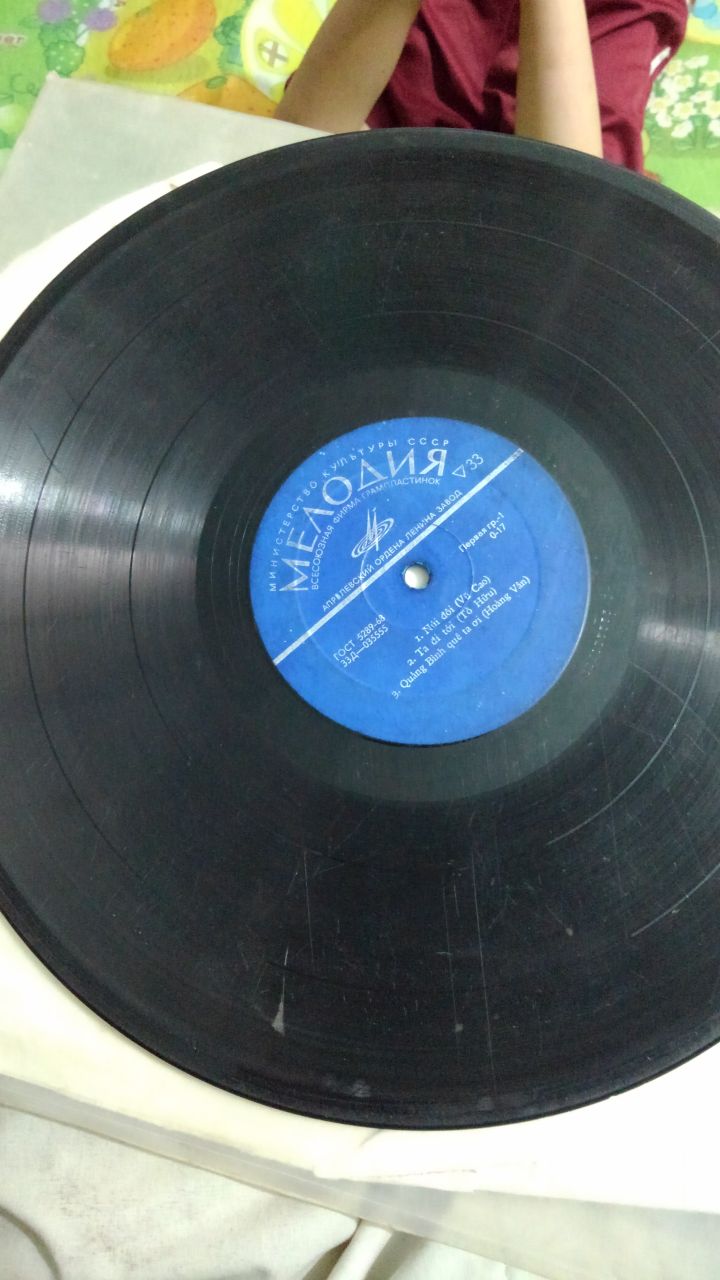 МИНИСТЕРСТВО КУЛЬТУРЫ СССР
МЕЛОДИЯ
33
ВСЕСОЮЗНАЯ ФИРМА ГРАМПЛАСТИНОК
АПРЕЛЕВСКИЙ ОРДЕНА ЛЕНИНА ЗАВОД
Первая гр.-1
0-17
ГОСТ 5289-68
33Д—035555
1. Núi đôi (Vũ Cao)
2. Ta đi tới (Tố Hữu)
3. Quảng Bình quê ta ơi (Hoàng Vân)